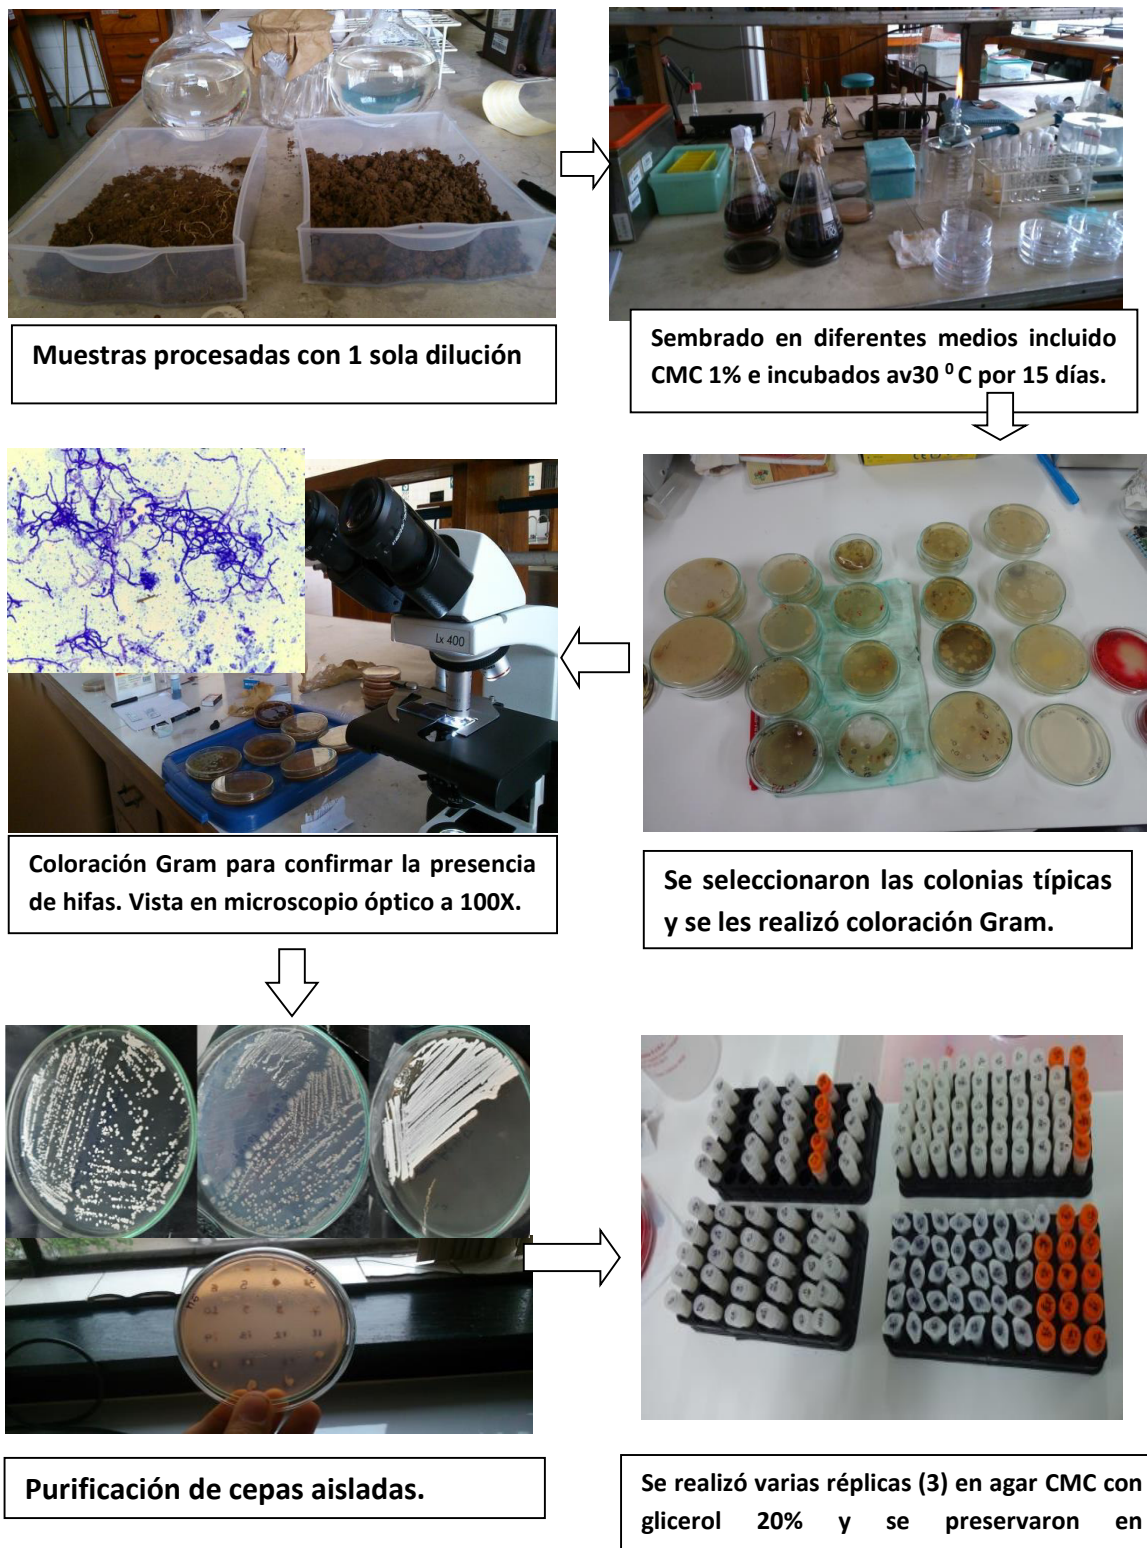 Muestras procesadas con 1 sola dilución
Sembrado en diferentes medios incluido
CMC 1% e incubados av30 ⁰ C por 15 días.
Lx 400
Coloración Gram para confirmar la presencia
de hifas. Vista en microscopio óptico a 100X.
Se seleccionaron las colonias típicas
y se les realizó coloración Gram.
Purificación de cepas aisladas.
Se realizó varias réplicas (3) en agar CMC con
glicerol 20% y se preservaron en